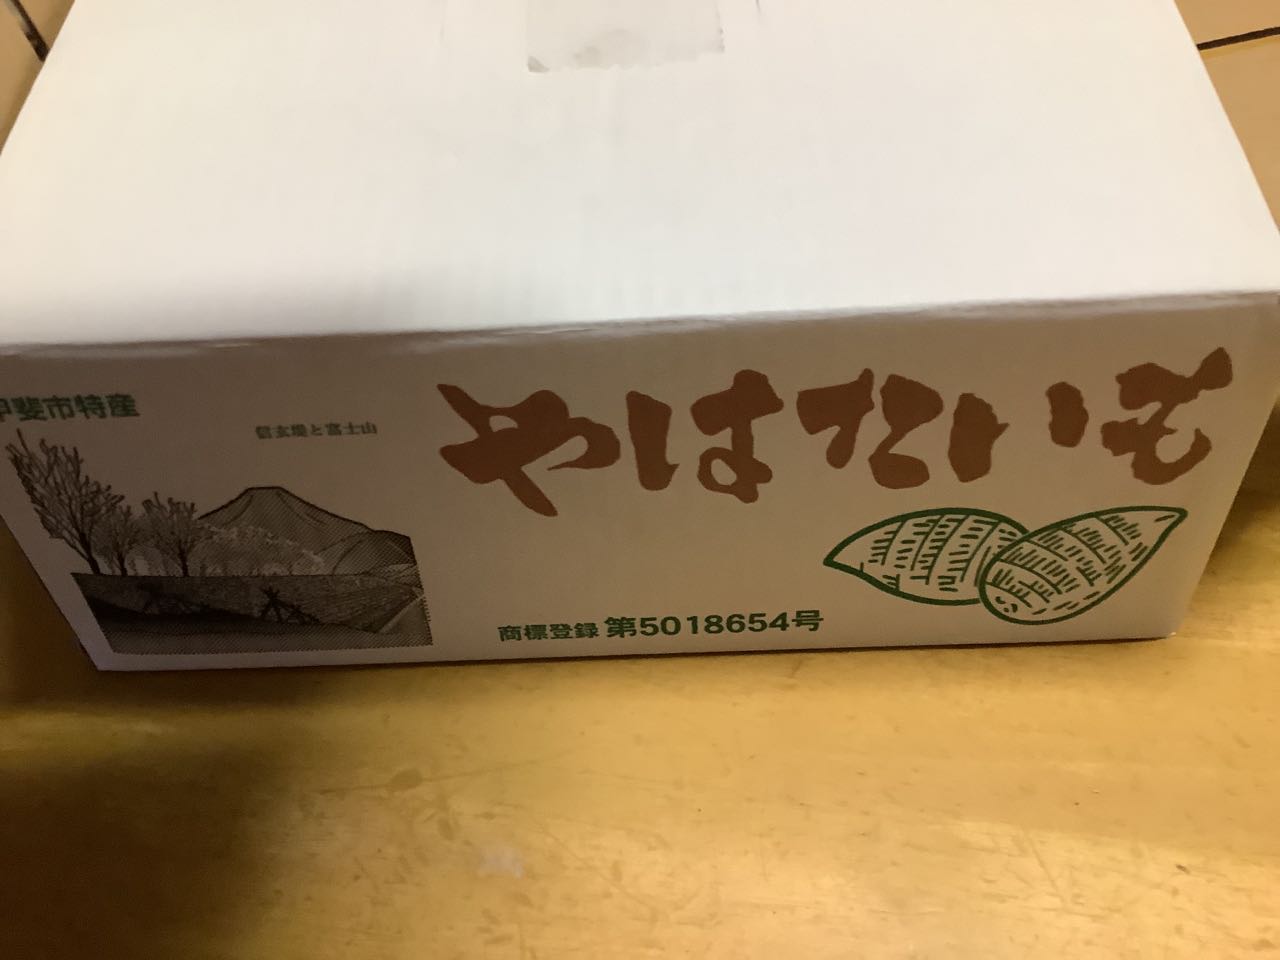 甲斐市特産
信玄堤と富士山
やはたいも
商標登録 第5018654号